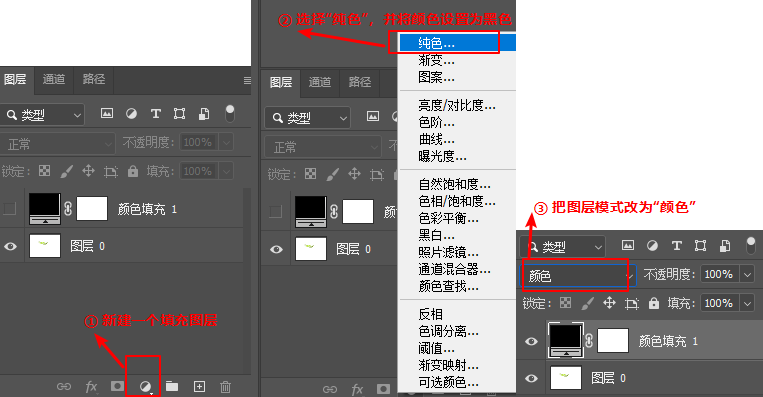 图层 通道 路径
类型
正常 不透明度: 100%
锁定: 填充: 100%
颜色填充 1
图层 0
① 新建一个填充图层
fx
② 选择“纯色”，并将颜色设置为黑色
图层 通道 路径
类型
正常
锁定:
颜色填充 1
图层 0
纯色...
渐变...
图案...
亮度/对比度...
色阶...
曲线...
曝光度...
自然饱和度...
色相/饱和度...
色彩平衡...
黑白...
照片滤镜...
通道混合器...
颜色查找...
反相
色调分离...
阈值...
渐变映射...
可选颜色...
③ 把图层模式改为“颜色”
类型
颜色 不透明度: 100%
锁定: 填充: 100%
颜色填充 1
图层 0